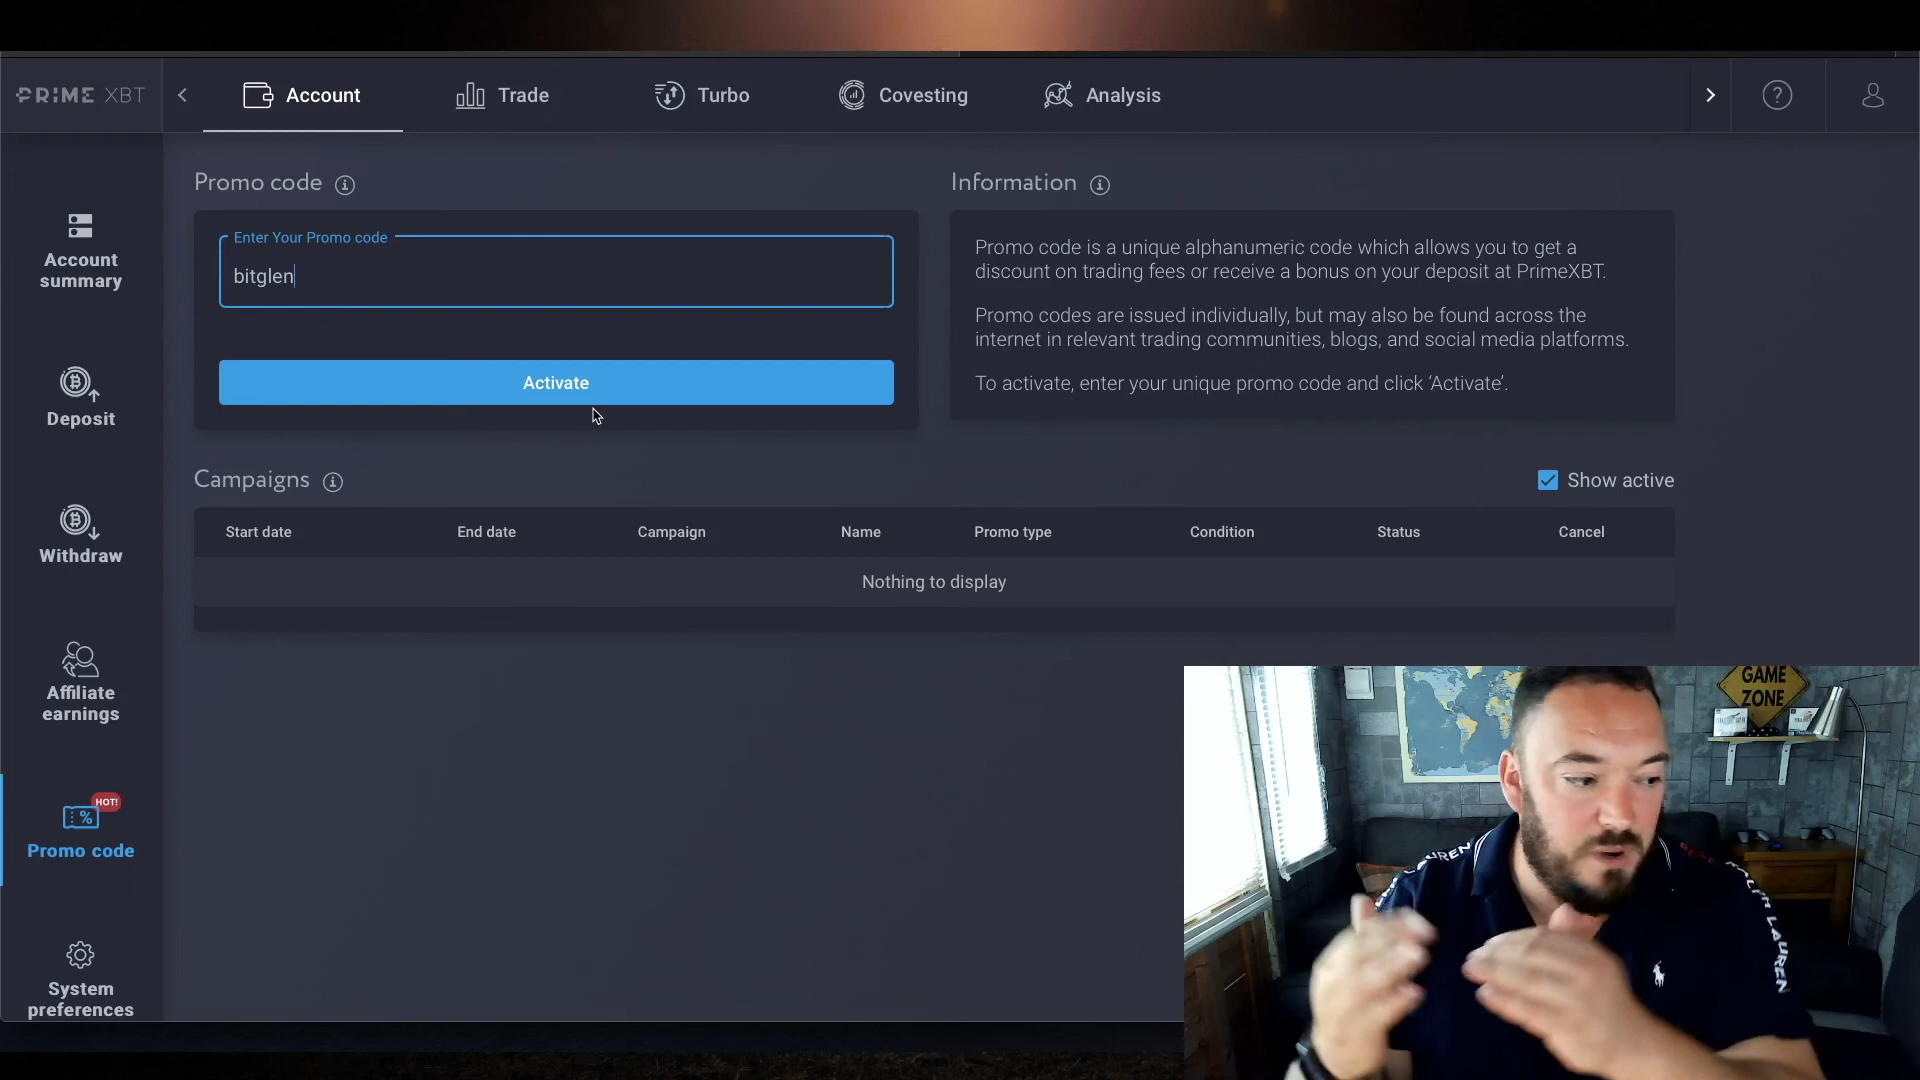 PRIME XBT
Account
Trade
Turbo
Covesting
Analysis
Account
summary
Deposit
Withdraw
Affiliate
earnings
HOT!
Promo code
System
preferences
Promo code
Enter Your Promo code
bitglen
Activate
Information
Promo code is a unique alphanumeric code which allows you to get a
discount on trading fees or receive a bonus on your deposit at PrimeXBT.
Promo codes are issued individually, but may also be found across the
internet in relevant trading communities, blogs, and social media platforms.
To activate, enter your unique promo code and click ‘Activate’.
Campaigns
Show active
Start date End date Campaign Name Promo type Condition Status Cancel
Nothing to display
GAME
ZONE
LAUREN